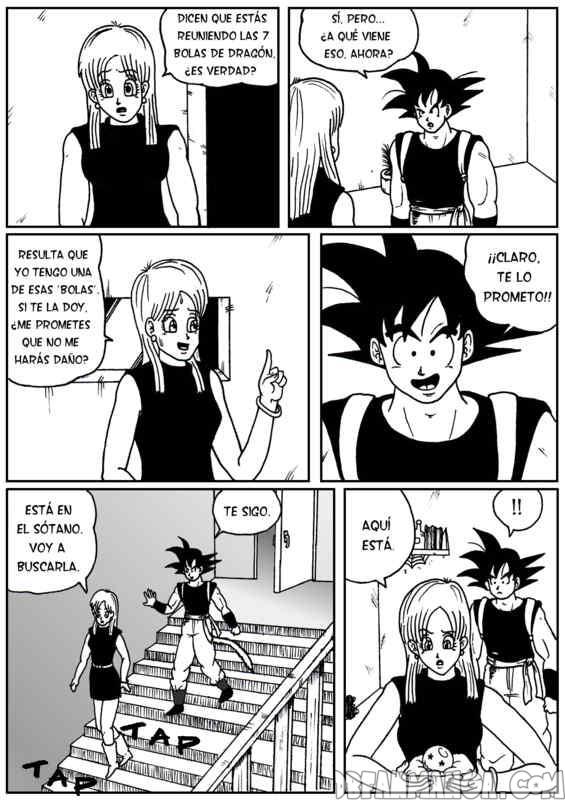 DICEN QUE ESTÁS
REUNIENDO LAS 7
BOLAS DE DRAGÓN,
¿ES VERDAD?
SÍ, PERO...
¿A QUÉ VIENE
ESO, AHORA?
RESULTA QUE
YO TENGO UNA
DE ESAS 'BOLAS'.
SI TE LA DOY,
¿ME PROMETES
QUE NO ME
HARÁS DAÑO?
¡¡CLARO,
TE LO
PROMETO!!
ESTÁ EN
EL SÓTANO.
VOY A
BUSCARLA.
TE SIGO.
TAP
TAP
!!
AQUÍ
ESTÁ.
DBFANMANGA.COM